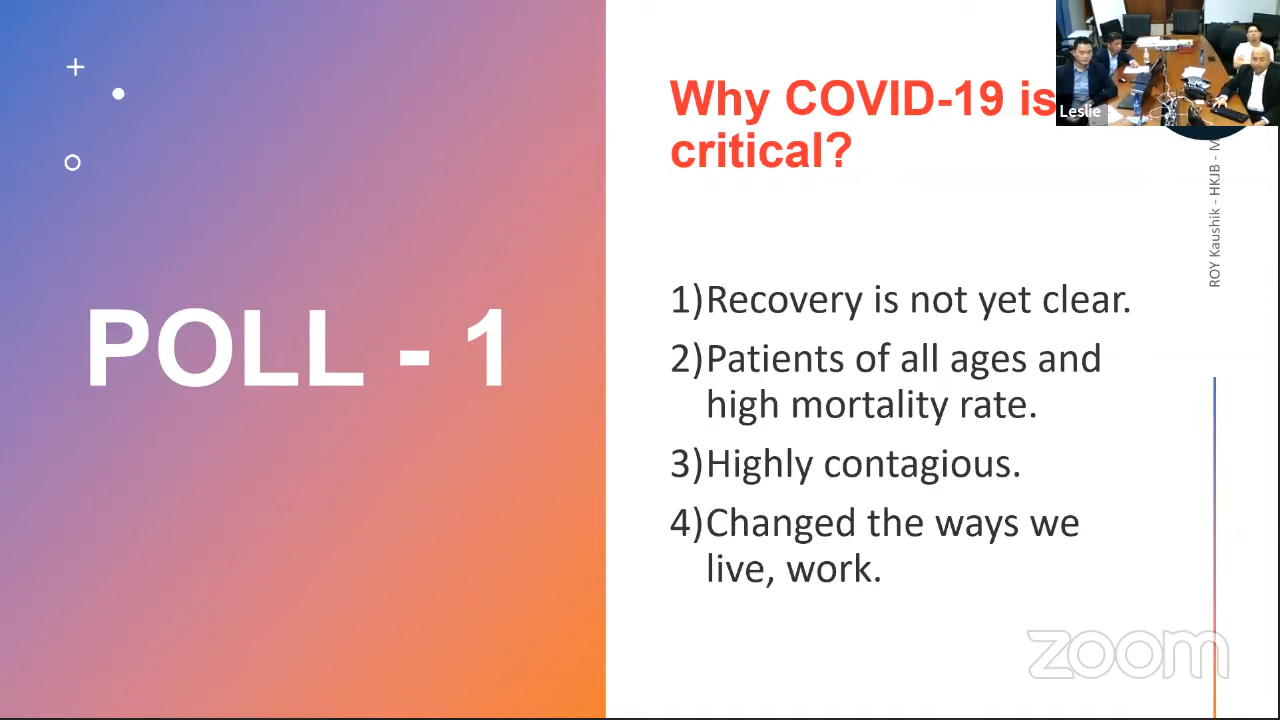 POLL - 1
Why COVID-19 is
critical?
1)Recovery is not yet clear.
2)Patients of all ages and
high mortality rate.
3)Highly contagious.
4)Changed the ways we
live, work.
Leslie
ROY Kaushik - HKJB -
zoom